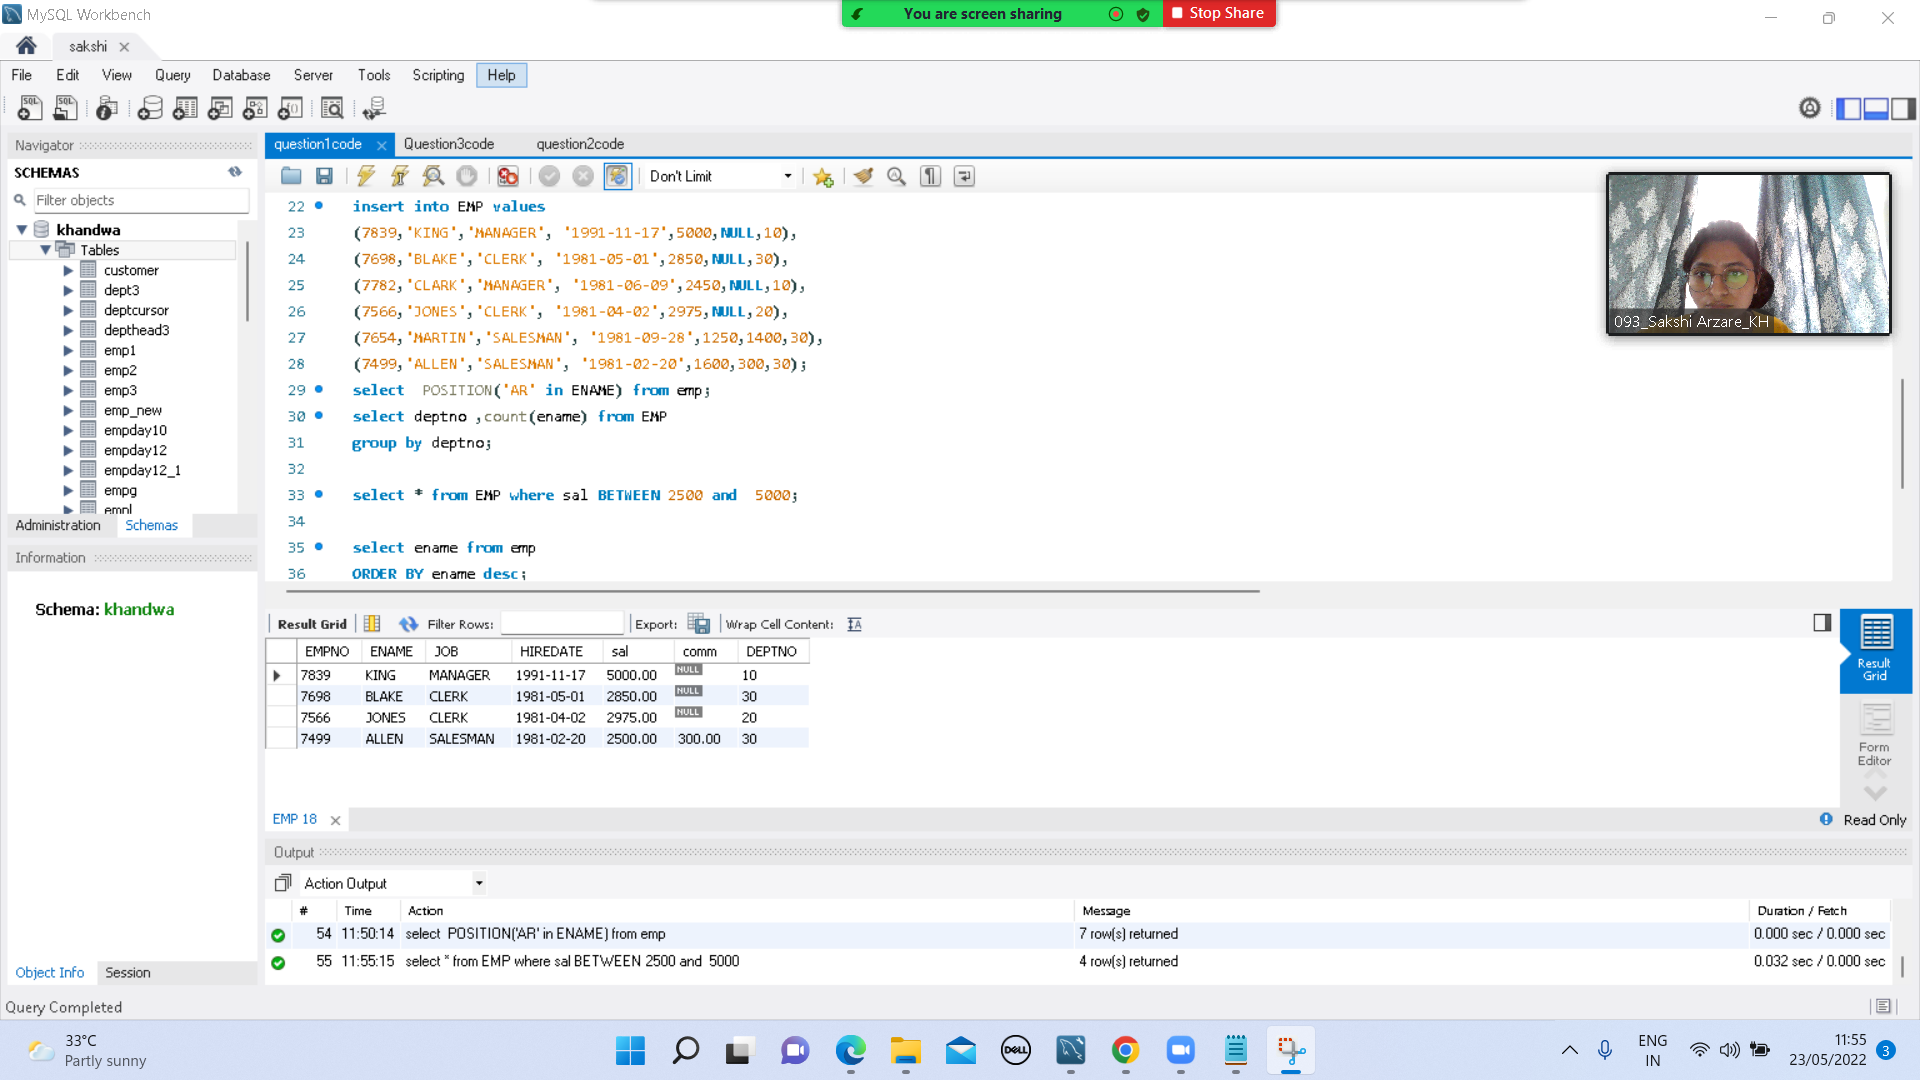 MySQL Workbench
You are screen sharing
Stop Share
sakshi
File Edit View Query Database Server Tools Scripting Help
Navigator
question1code Question3code question2code
SCHEMAS
Don't Limit
Filter objects
khandwa
Tables
customer
dept3
deptcursor
depthead3
emp1
emp2
emp3
emp_new
empday10
empday12
empday12_1
empg
empl
Administration Schemas
Information
Schema: khandwa
Object Info Session
22 insert into EMP values
23 (7839,'KING','MANAGER', '1991-11-17',5000,NULL,10),
24 (7698,'BLAKE','CLERK', '1981-05-01',2850,NULL,30),
25 (7782,'CLARK','MANAGER', '1981-06-09',2450,NULL,10),
26 (7566,'JONES','CLERK', '1981-04-02',2975,NULL,20),
27 (7654,'MARTIN','SALESMAN', '1981-09-28',1250,1400,30),
28 (7499,'ALLEN','SALESMAN', '1981-02-20',1600,300,30);
29 select POSITION('AR' in ENAME) from emp;
30 select deptno ,count(ename) from EMP
31 group by deptno;
32
33 select * from EMP where sal BETWEEN 2500 and 5000;
34
35 select ename from emp
36 ORDER BY ename desc;
093_Sakshi Arzare_KH
Result Grid Filter Rows: Export: Wrap Cell Content:
EMPNO ENAME JOB HIREDATE sal comm DEPTNO
7839 KING MANAGER 1991-11-17 5000.00 NULL 10
7698 BLAKE CLERK 1981-05-01 2850.00 NULL 30
7566 JONES CLERK 1981-04-02 2975.00 NULL 20
7499 ALLEN SALESMAN 1981-02-20 2500.00 300.00 30
Result
Grid
Form
Editor
EMP 18
Read Only
Output
Action Output
# Time Action Message Duration / Fetch
54 11:50:14 select POSITION('AR' in ENAME) from emp 7 row(s) returned 0.000 sec / 0.000 sec
55 11:55:15 select * from EMP where sal BETWEEN 2500 and 5000 4 row(s) returned 0.032 sec / 0.000 sec
Query Completed
33°C
Partly sunny
DELL
ENG
IN
11:55
23/05/2022
3